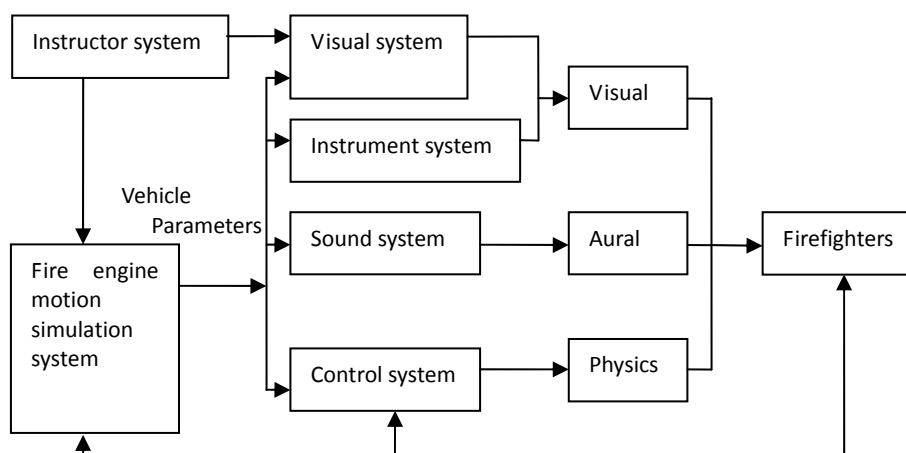 Instructor system
Visual system
Visual
Instrument system
Vehicle
Parameters
Sound system
Aural
Firefighters
Fire engine
motion
simulation
system
Control system
Physics